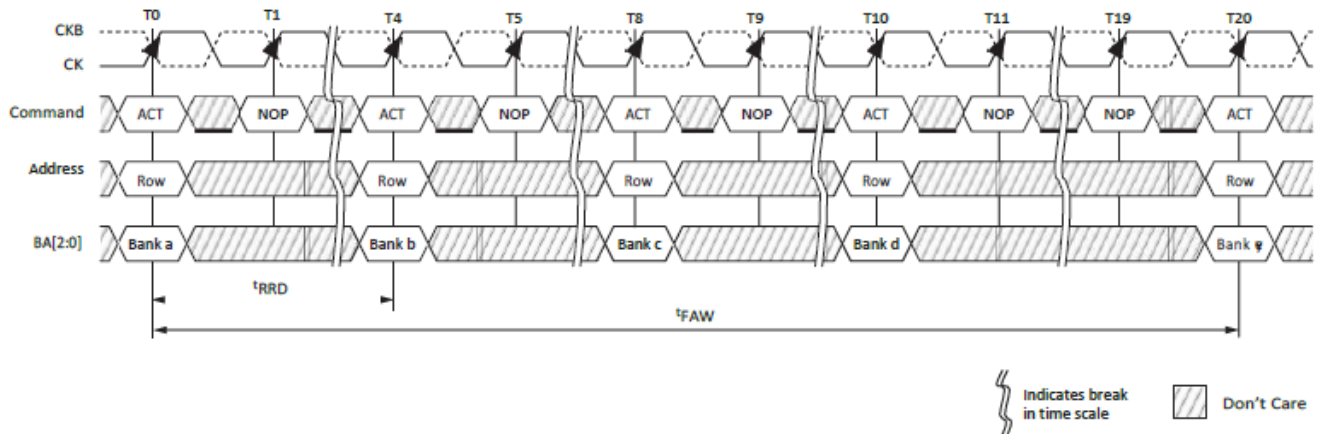 T0 T1 T4 T5 T8 T9 T10 T11 T19 T20
CKB
CK
Command ACT NOP ACT NOP ACT NOP ACT NOP NOP ACT
Address Row Row Row Row Row
BA[2:0] Bank a Bank b Bank c Bank d Bank
tRRD
tFAW
Indicates break
in time scale
Don't Care